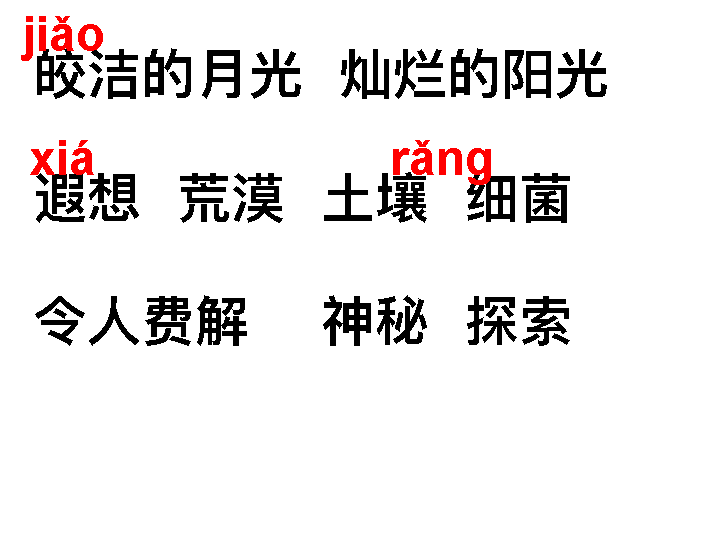 jiǎo
皎洁的月光 灿烂的阳光
xiá rǎng
遐想 荒漠 土壤 细菌
令人费解 神秘 探索